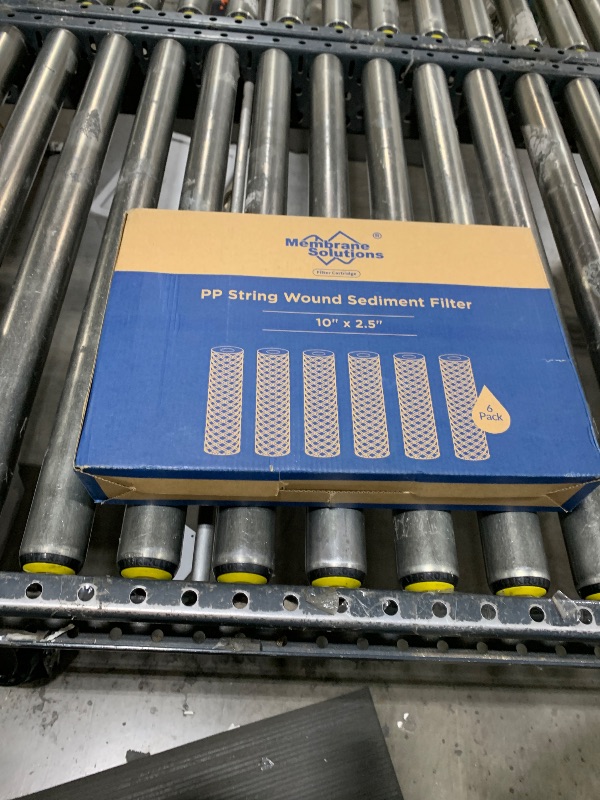 Membrane
Solutions
®
Filter Cartridge
PP String Wound Sediment Filter
10" x 2.5"
6
Pack